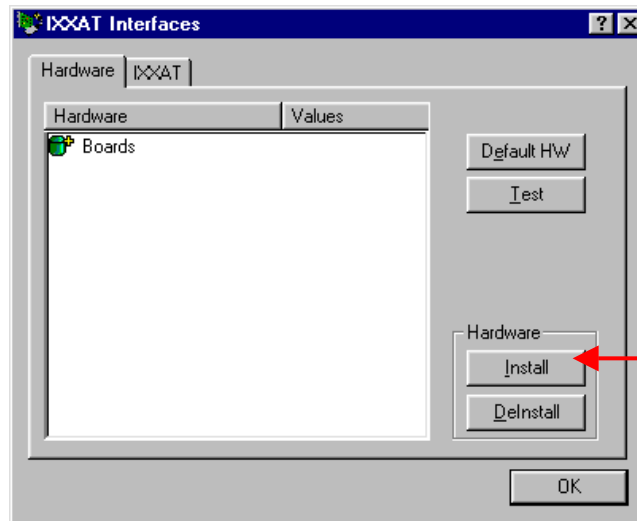 IXXAT Interfaces
Hardware IXXAT
Hardware Values
Boards
Default HW
Test
Hardware
Install
DeInstall
OK